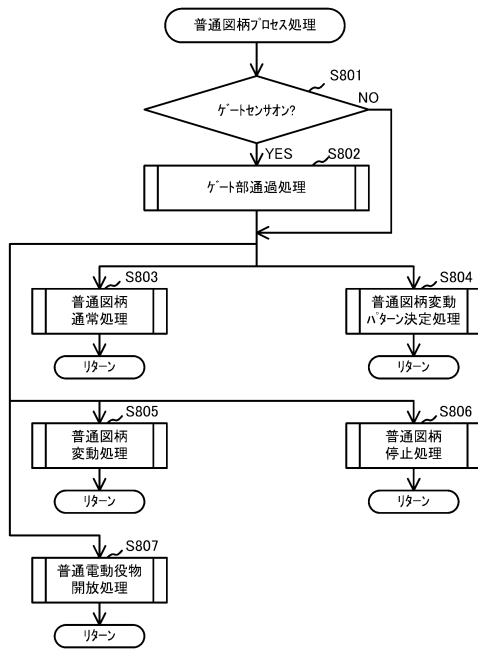 普通図柄プロセス処理
S801
ゲートセンサオン?
NO
YES
S802
ゲート部通過処理
S803
普通図柄
通常処理
リターン
S804
普通図柄変動
パターン決定処理
リターン
S805
普通図柄
変動処理
リターン
S806
普通図柄
停止処理
リターン
S807
普通電動役物
開放処理
リターン